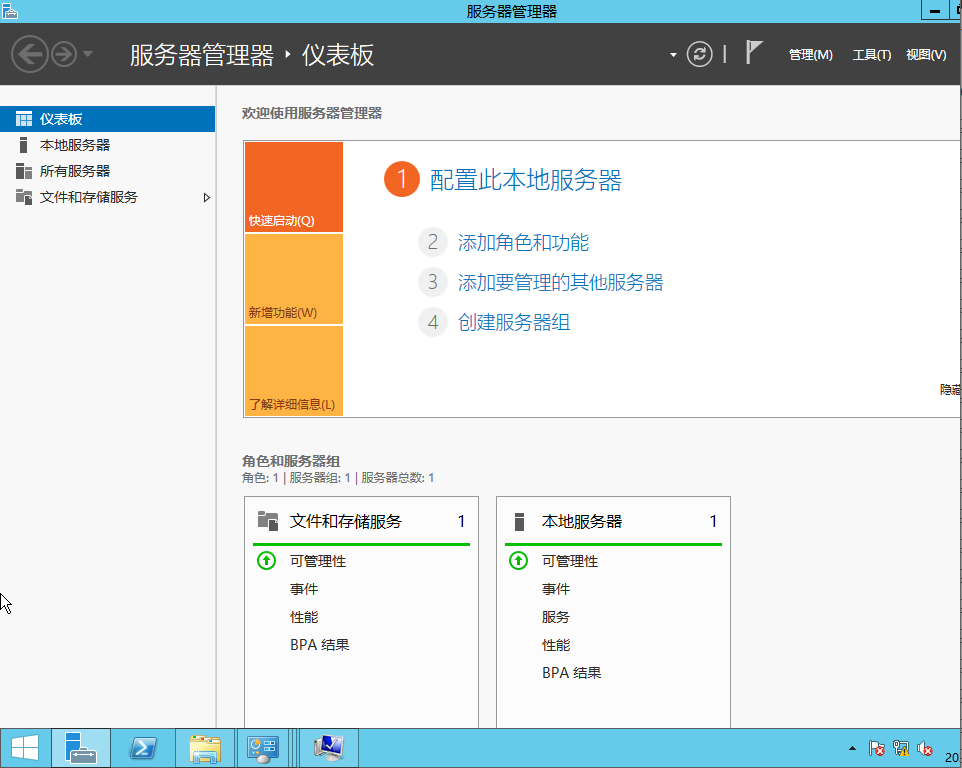 服务器管理器
服务器管理器 ‣ 仪表板
管理(M) 工具(T) 视图(V)
仪表板
本地服务器
所有服务器
文件和存储服务
欢迎使用服务器管理器
快速启动(Q)
新增功能(W)
了解详细信息(L)
1 配置此本地服务器
2 添加角色和功能
3 添加要管理的其他服务器
4 创建服务器组
隐藏
角色和服务器组
角色: 1 | 服务器组: 1 | 服务器总数: 1
文件和存储服务 1
可管理性
事件
性能
BPA 结果
本地服务器 1
可管理性
事件
服务
性能
BPA 结果
20